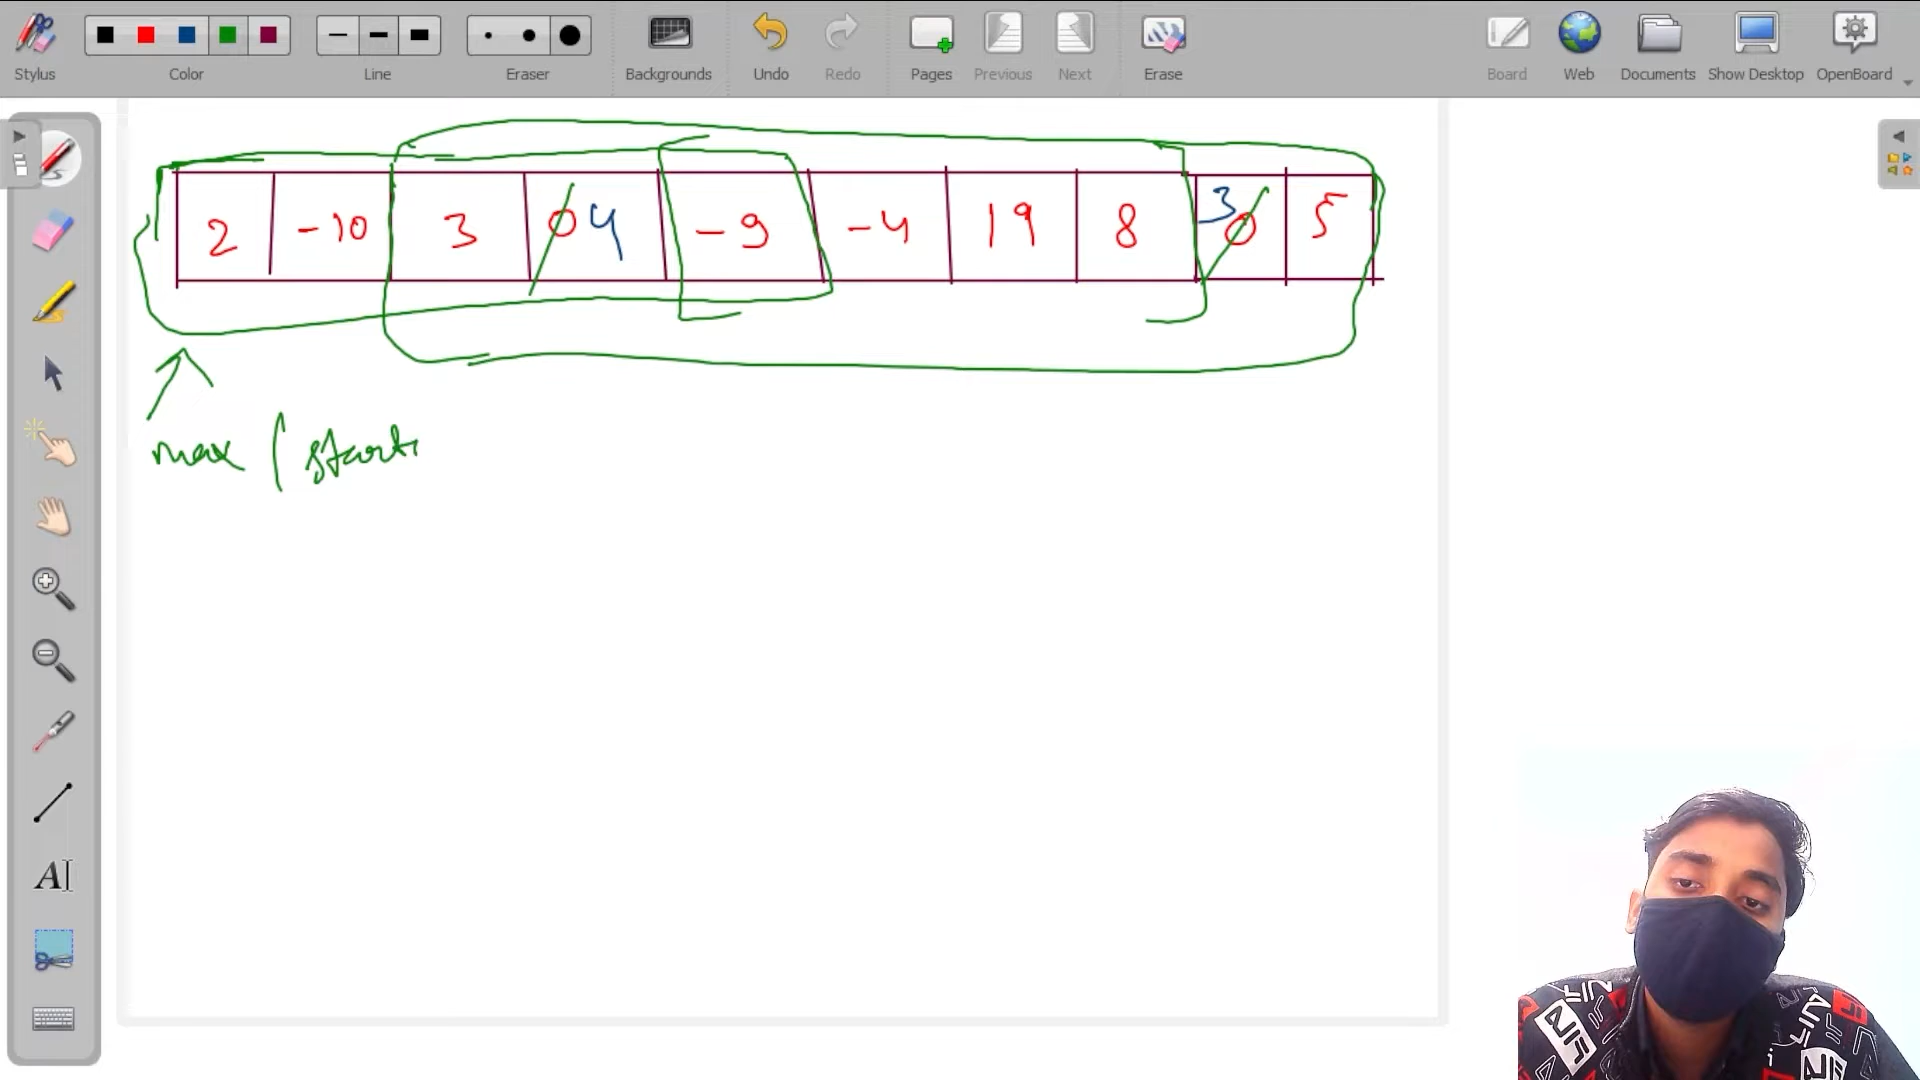 Stylus Color Line Eraser Backgrounds Undo Redo Pages Previous Next Erase Board Web Documents Show Desktop OpenBoard
2 -10 3 0 4 -9 -4 19 8 3 0 5
max ( start